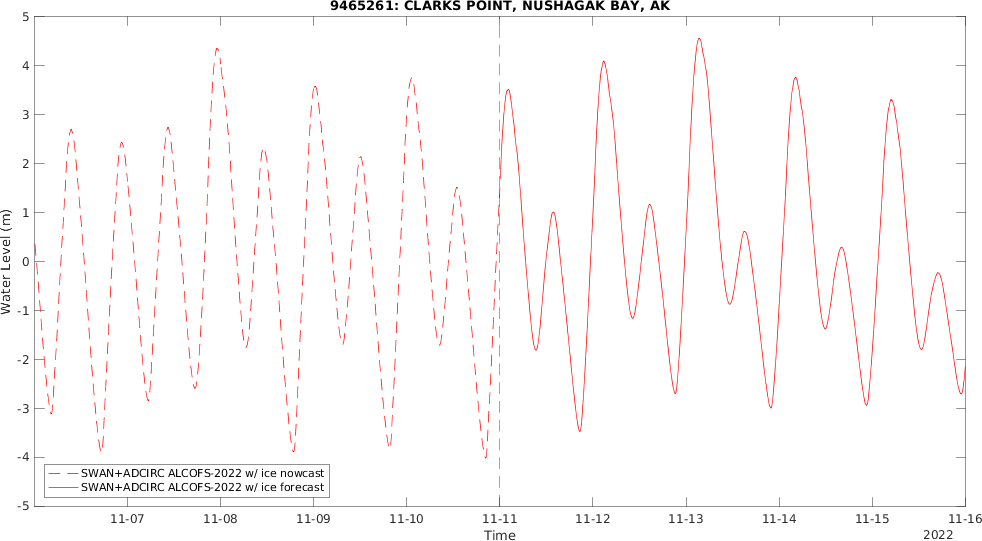 9465261: CLARKS POINT, NUSHAGAK BAY, AK
5
4
3
2
1
0
-1
-2
-3
-4
-5
Water Level (m)
SWAN+ADCIRC ALCOFS-2022 w/ ice nowcast
SWAN+ADCIRC ALCOFS-2022 w/ ice forecast
11-07 11-08 11-09 11-10 11-11 11-12 11-13 11-14 11-15 11-16
Time
2022